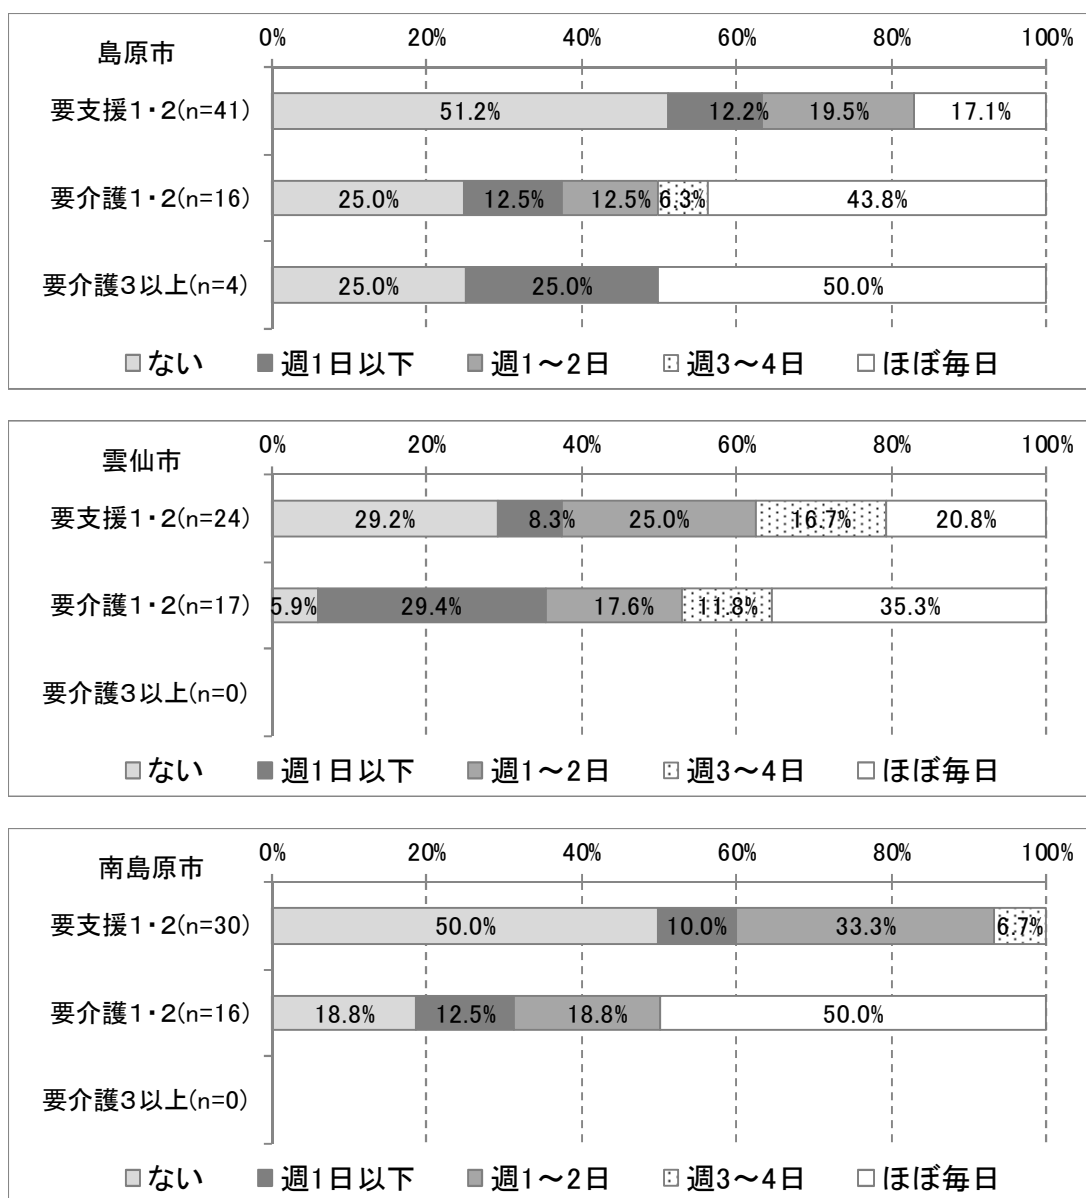 0% 20% 40% 60% 80% 100%
島原市
要支援1・2(n=41) 51.2% 12.2% 19.5% 17.1%
要介護1・2(n=16) 25.0% 12.5% 12.5% 6.3% 43.8%
要介護3以上(n=4) 25.0% 25.0% 50.0%
ない 週1日以下 週1～2日 週3～4日 ほぼ毎日
0% 20% 40% 60% 80% 100%
雲仙市
要支援1・2(n=24) 29.2% 8.3% 25.0% 16.7% 20.8%
要介護1・2(n=17) 5.9% 29.4% 17.6% 11.8% 35.3%
要介護3以上(n=0)
ない 週1日以下 週1～2日 週3～4日 ほぼ毎日
0% 20% 40% 60% 80% 100%
南島原市
要支援1・2(n=30) 50.0% 10.0% 33.3% 6.7%
要介護1・2(n=16) 18.8% 12.5% 18.8% 50.0%
要介護3以上(n=0)
ない 週1日以下 週1～2日 週3～4日 ほぼ毎日